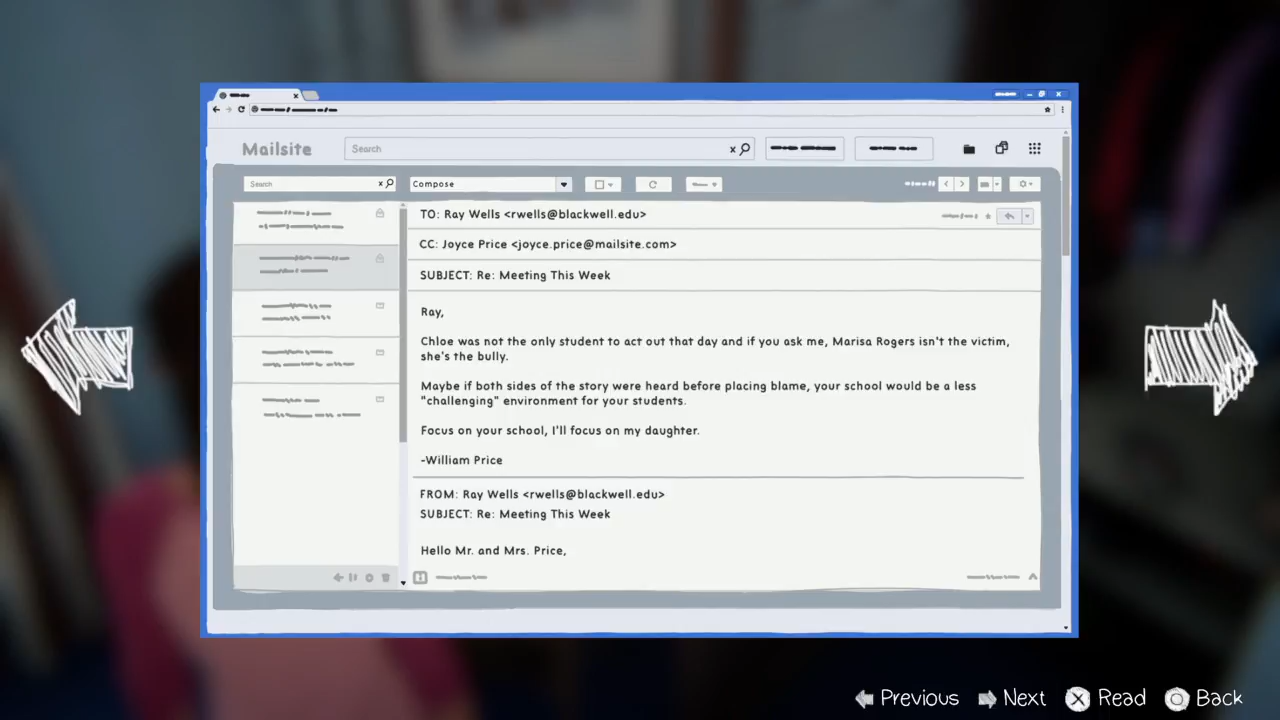 Mailsite
Search
x
Search
x
Compose
TO: Ray Wells <rwells@blackwell.edu>
CC: Joyce Price <joyce.price@mailsite.com>
SUBJECT: Re: Meeting This Week
Ray,
Chloe was not the only student to act out that day and if you ask me, Marisa Rogers isn't the victim,
she's the bully.
Maybe if both sides of the story were heard before placing blame, your school would be a less
"challenging" environment for your students.
Focus on your school, I'll focus on my daughter.
-William Price
FROM: Ray Wells <rwells@blackwell.edu>
SUBJECT: Re: Meeting This Week
Hello Mr. and Mrs. Price,
Previous Next Read Back